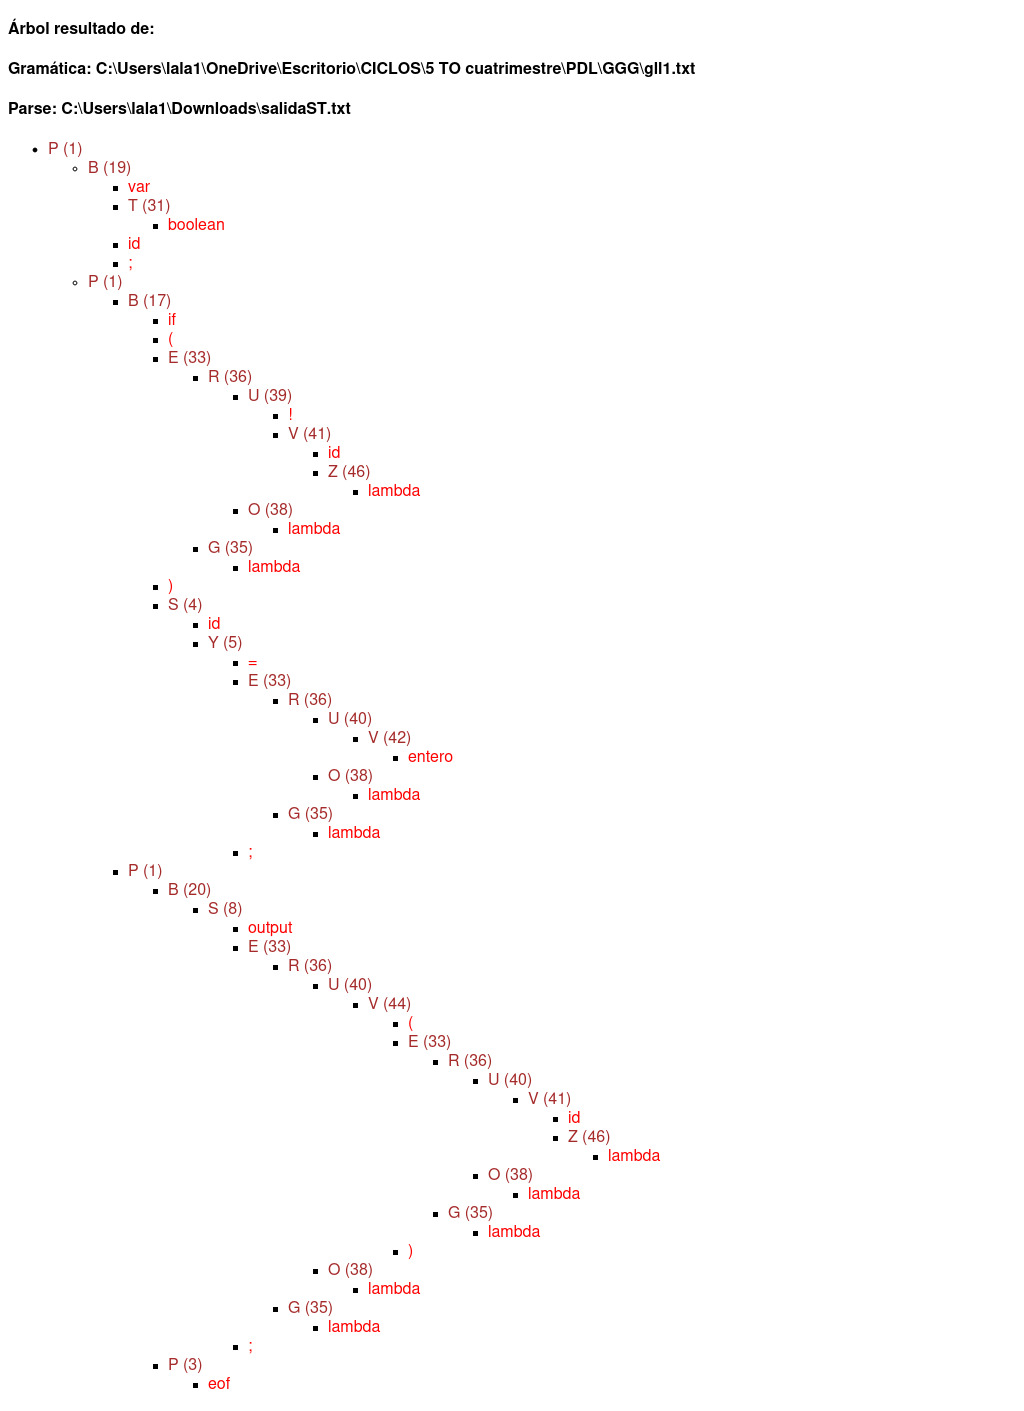 Árbol resultado de:
Gramática: C:\Users\lala1\OneDrive\Escritorio\CICLOS\5 TO cuatrimestre\PDL\GGG\gll1.txt
Parse: C:\Users\lala1\Downloads\salidaST.txt
P (1)
B (19)
var
T (31)
boolean
id
;
P (1)
B (17)
if
(
E (33)
R (36)
U (39)
!
V (41)
id
Z (46)
lambda
O (38)
lambda
G (35)
lambda
)
S (4)
id
Y (5)
=
E (33)
R (36)
U (40)
V (42)
entero
O (38)
lambda
G (35)
lambda
;
P (1)
B (20)
S (8)
output
E (33)
R (36)
U (40)
V (44)
(
E (33)
R (36)
U (40)
V (41)
id
Z (46)
lambda
O (38)
lambda
G (35)
lambda
)
O (38)
lambda
G (35)
lambda
;
P (3)
eof